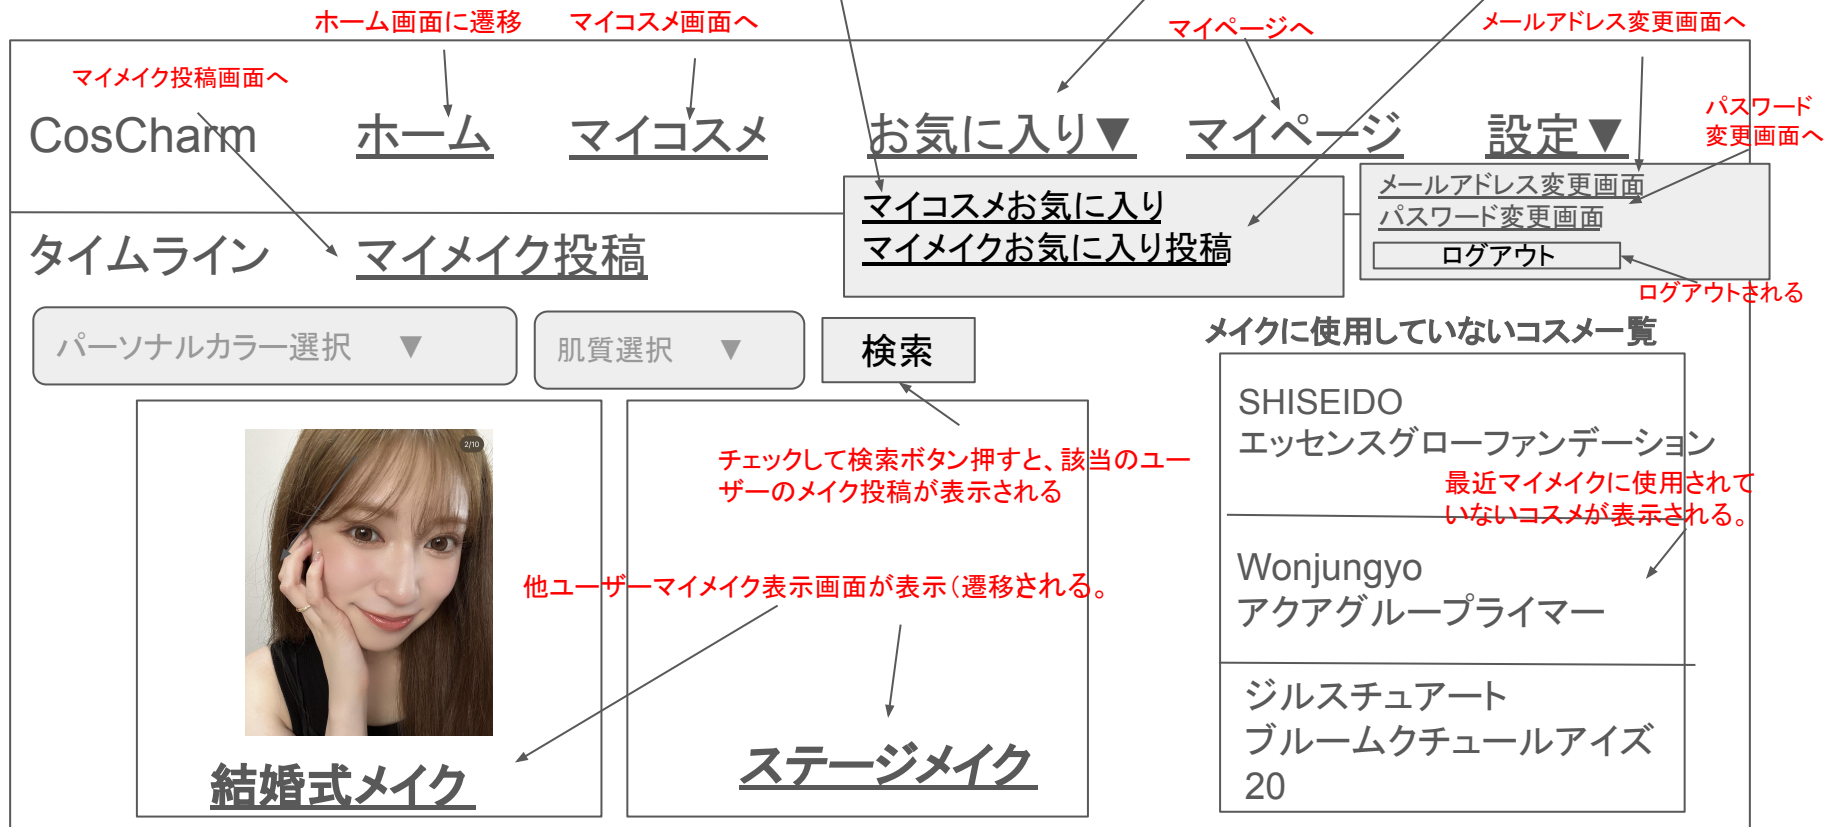 ホーム画面に遷移
マイコスメ画面へ
マイページへ
メールアドレス変更画面へ
マイメイク投稿画面へ
パスワード
変更画面へ
CosCharm
ホーム
マイコスメ
お気に入り▼
マイページ
設定▼
マイコスメお気に入り
マイメイクお気に入り投稿
メールアドレス変更画面
パスワード変更画面
ログアウト
ログアウトされる
タイムライン
マイメイク投稿
パーソナルカラー選択 ▼
肌質選択 ▼
検索
メイクに使用していないコスメ一覧
2/10
チェックして検索ボタン押すと、該当のユー
ザーのメイク投稿が表示される
他ユーザーマイメイク表示画面が表示（遷移）される。
結婚式メイク
ステージメイク
SHISEIDO
エッセンスグローファンデーション
最近マイメイクに使用されて
いないコスメが表示される。
Wonjungyo
アクアグループライマー
ジルスチュアート
ブルームクチュールアイズ
20